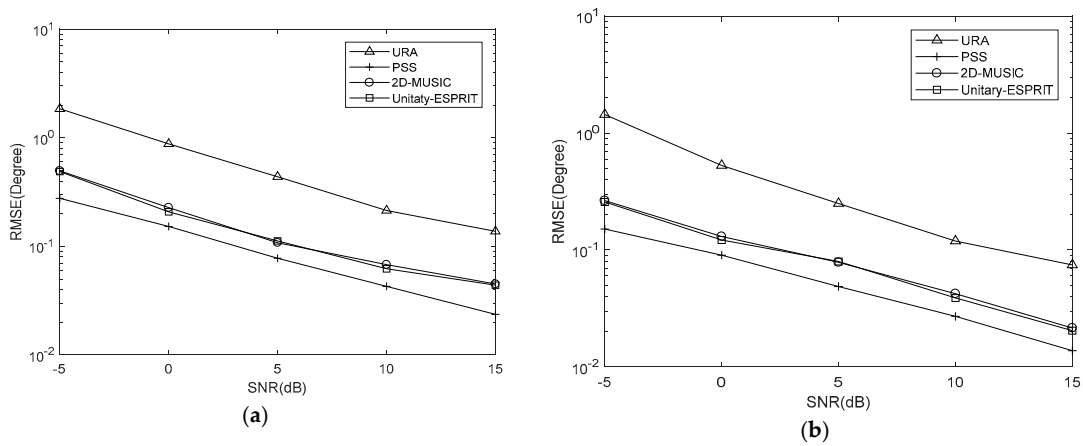 10^1
10^0
10^-1
10^-2
RMSE(Degree)
-5 0 5 10 15
SNR(dB)
URA
PSS
2D-MUSIC
Unitaty-ESPRIT
(a)
10^1
10^0
10^-1
10^-2
RMSE(Degree)
-5 0 5 10 15
SNR(dB)
URA
PSS
2D-MUSIC
Unitary-ESPRIT
(b)